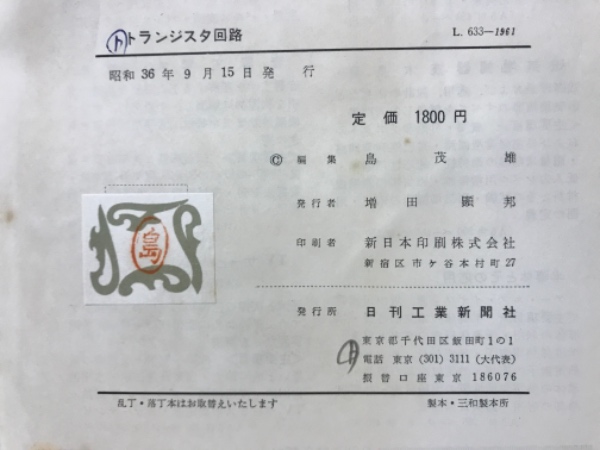 トトランジスタ回路
L. 633—1961
昭和 36 年 9 月 15 日 発 行
定 価 1800 円
© 編 集 島 茂 雄
発行者 増 田 顕 邦
印刷者 新日本印刷株式会社
新宿区市ケ谷本村町 27
島
発行所 日刊工業新聞社
東京都千代田区飯田町1の1
電話 東京 (301) 3111 (大代表)
振替口座東京 186076
乱丁・落丁本はお取替えいたします
製本・三和製本所